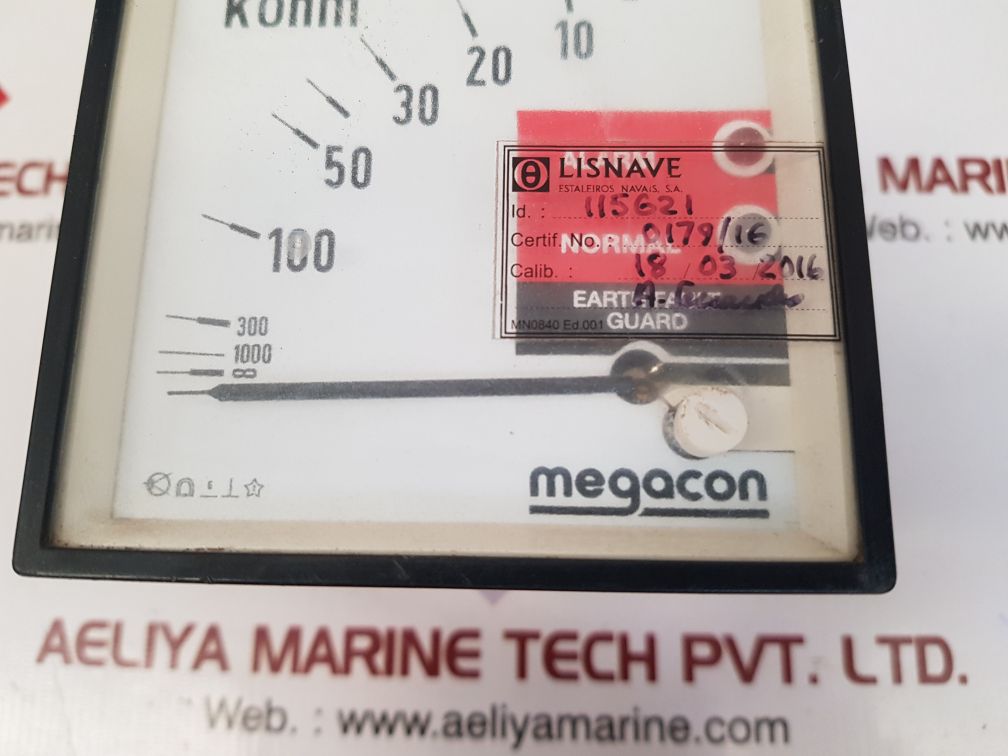 kohm
10
20
30
50
100
300
1000
∞
ALARM
LISNAVE
ESTALEIROS NAVAIS, S.A.
Id. : 115621
Certif. No. : 0179/16
NORMAL
Calib. : 18 / 03 / 2016
EARTH FAULT
GUARD
MN0840 Ed.001
megacon
ECH
MARI
Web. : w
AELIYA MARINE TECH PVT. LTD.
Web. : www.aeliyamarine.com